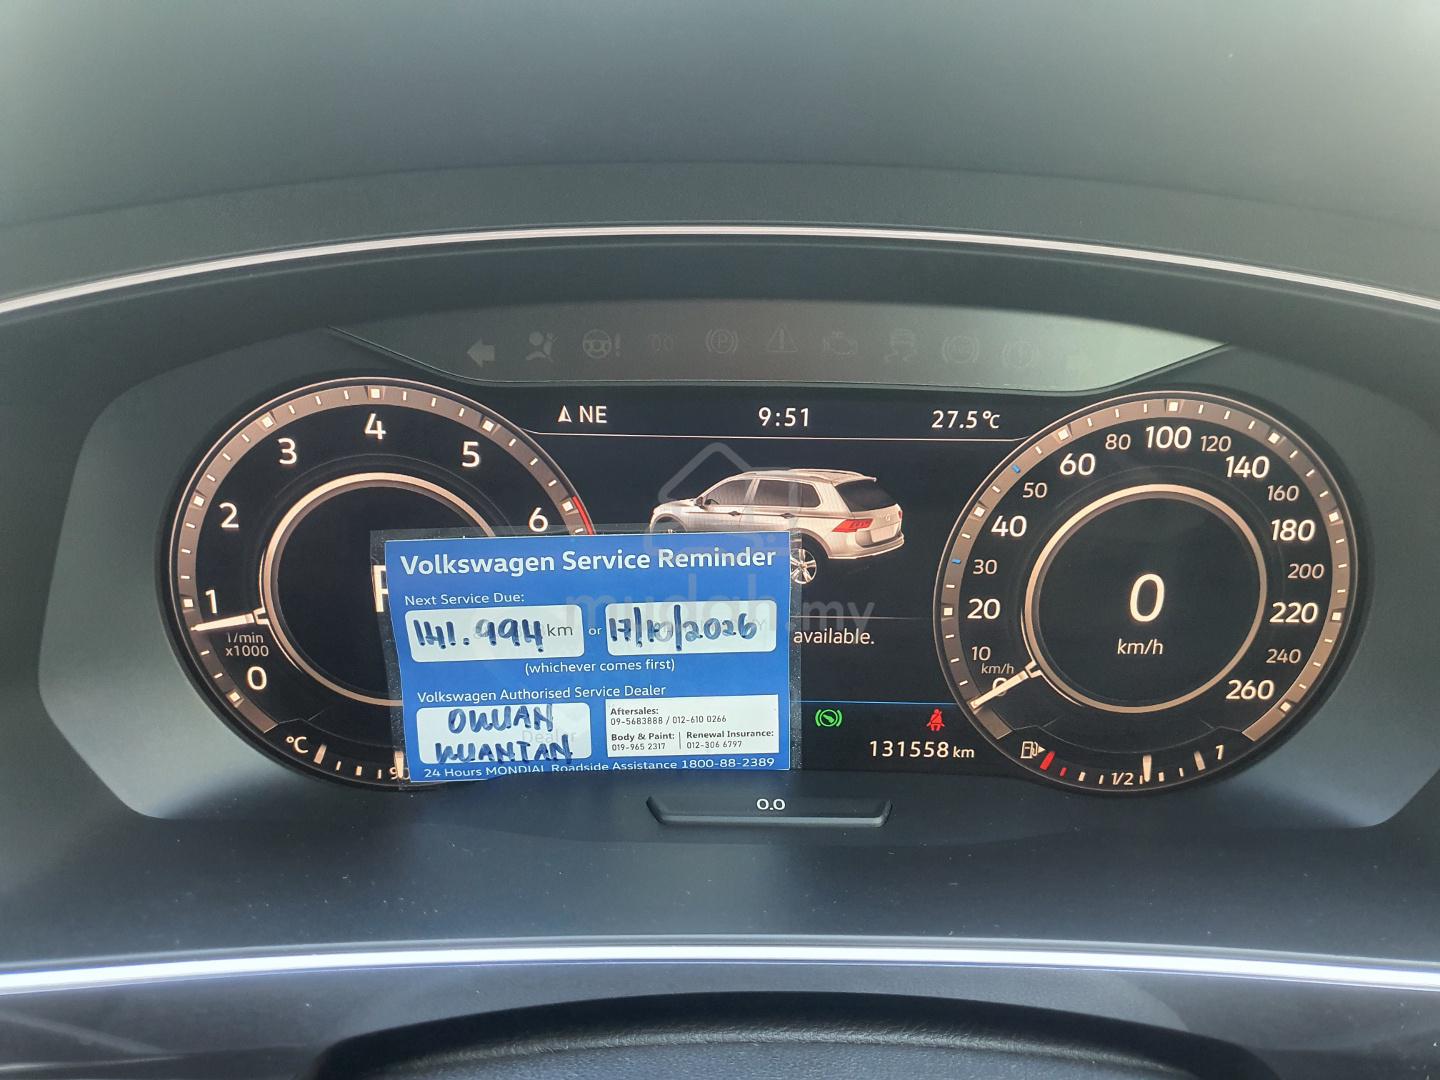 NE 9:51 27.5°C
1 2 3 4 5 6
1/min
x1000
0
°C
90
Volkswagen Service Reminder
Next Service Due:
141.994 km or 17/10/2026
(whichever comes first)
Volkswagen Authorised Service Dealer
KUANTAN
Aftersales:
09-5683888 / 012-610 0266
Body & Paint: Renewal Insurance:
019-965 2317 012-306 6797
24 Hours MONDIAL Roadside Assistance 1800-88-2389
mudah.my
available.
131558 km
0.0
0 10 20 30 40 50 60 80 100 120 140 160 180 200 220 240 260
km/h
0
km/h
1/2 1